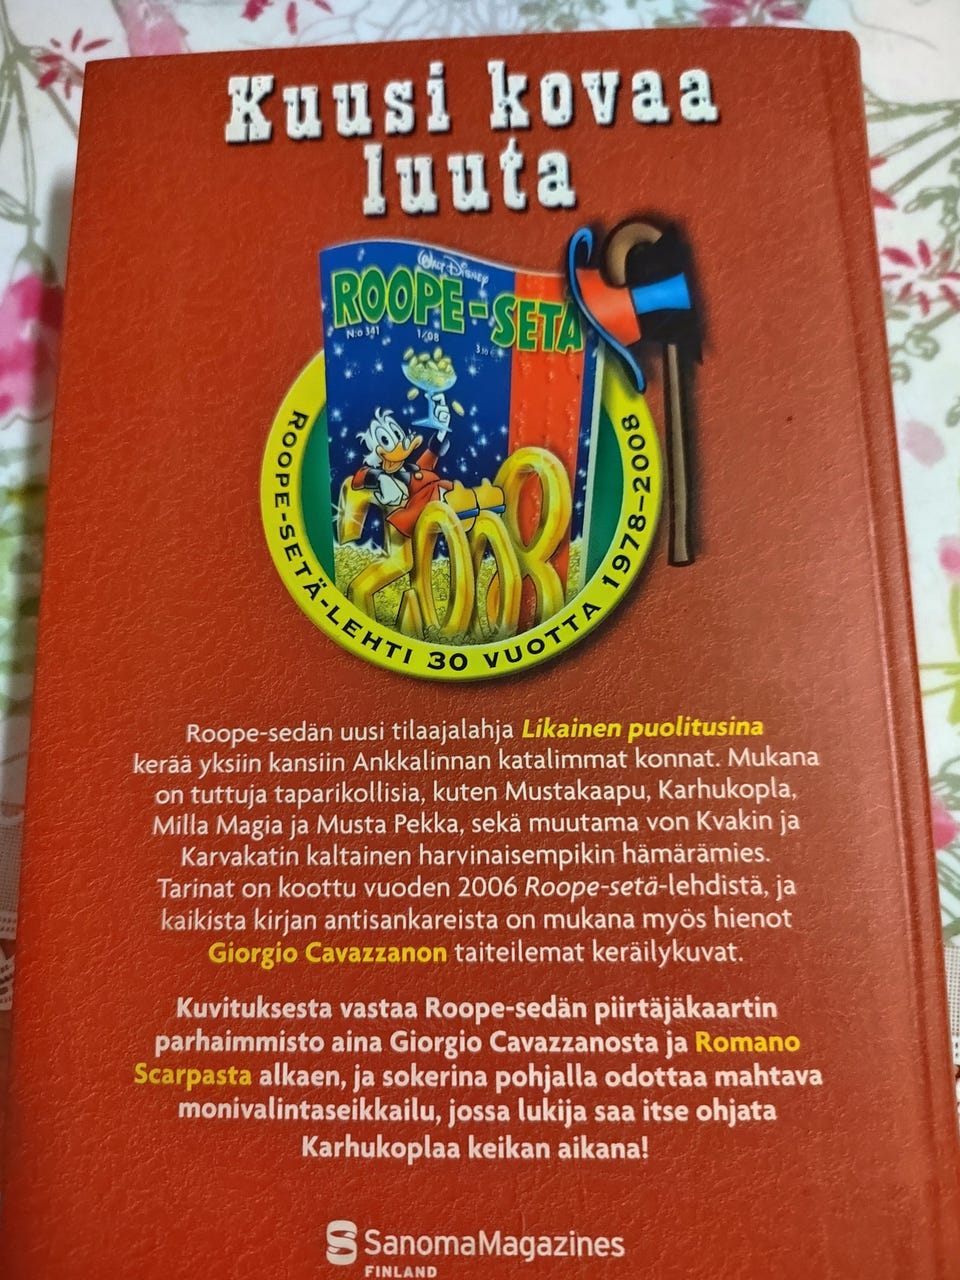 Kuusi kovaa
luuta
WALT DISNEY
ROOPE-SETÄ
N:o 341 1/08
ROOPE-SETÄ-LEHTI 30 VUOTTA 1978–2008
2008
Roope-sedän uusi tilaajalahja Likainen puolitusina
kerää yksiin kansiin Ankkalinnan katalimmat konnat. Mukana
on tuttuja taparikollisia, kuten Mustakaapu, Karhukopla,
Milla Magia ja Musta Pekka, sekä muutama von Kvakin ja
Karvakatin kaltainen harvinaisempikin hämärämies.
Tarinat on koottu vuoden 2006 Roope-setä-lehdistä, ja
kaikista kirjan antisankareista on mukana myös hienot
Giorgio Cavazzanon taiteilemat keräilykuvat.
Kuvituksesta vastaa Roope-sedän piirtäjäkaartin
parhaimmisto aina Giorgio Cavazzanosta ja Romano
Scarpasta alkaen, ja sokerina pohjalla odottaa mahtava
monivalintaseikkailu, jossa lukija saa itse ohjata
Karhukoplaa keikan aikana!
SanomaMagazines
FINLAND